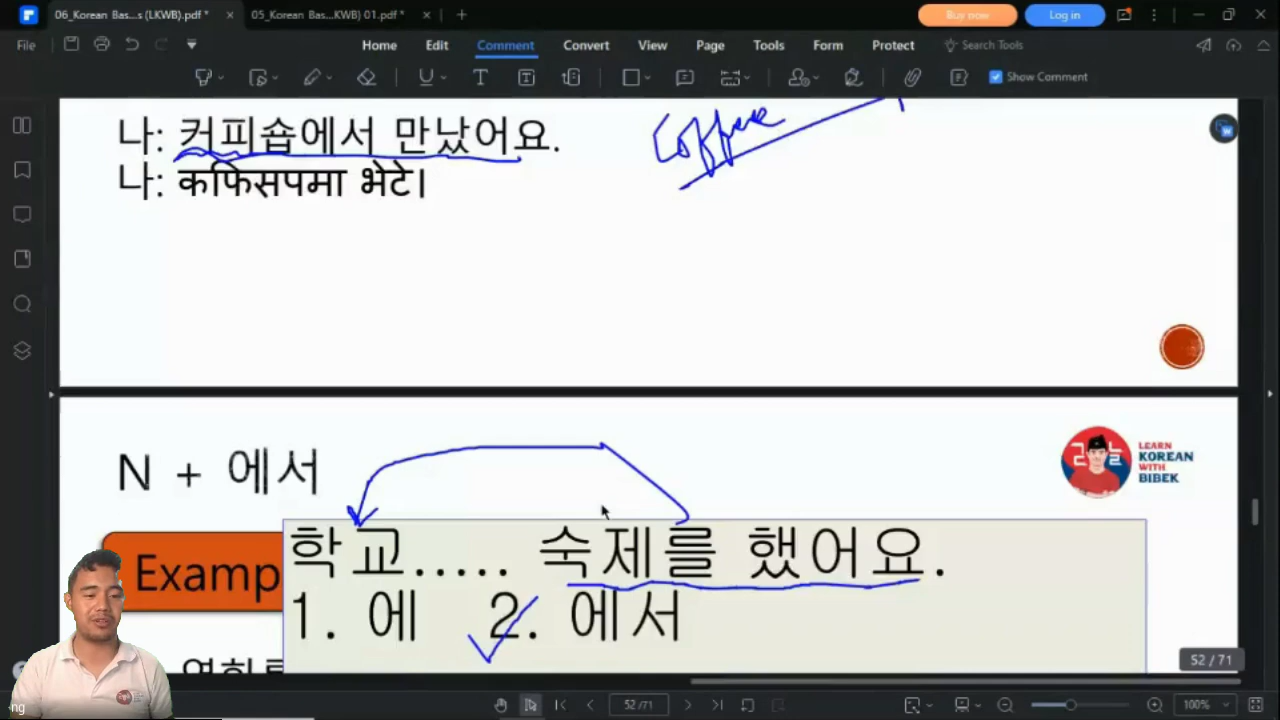 06_Korean Bas...s (LKWB).pdf *
05_Korean Bas...KWB) 01.pdf *
Buy now
Log in
File
Home
Edit
Comment
Convert
View
Page
Tools
Form
Protect
Search Tools
Show Comment
나: 커피숍에서 만났어요.
Coffee
나: कफिसपमा भेटे।
N + 에서
LEARN
KOREAN
WITH
BIBEK
Examp
학교..... 숙제를 했어요.
1. 에 2. 에서
52 / 71
52 /71
100%